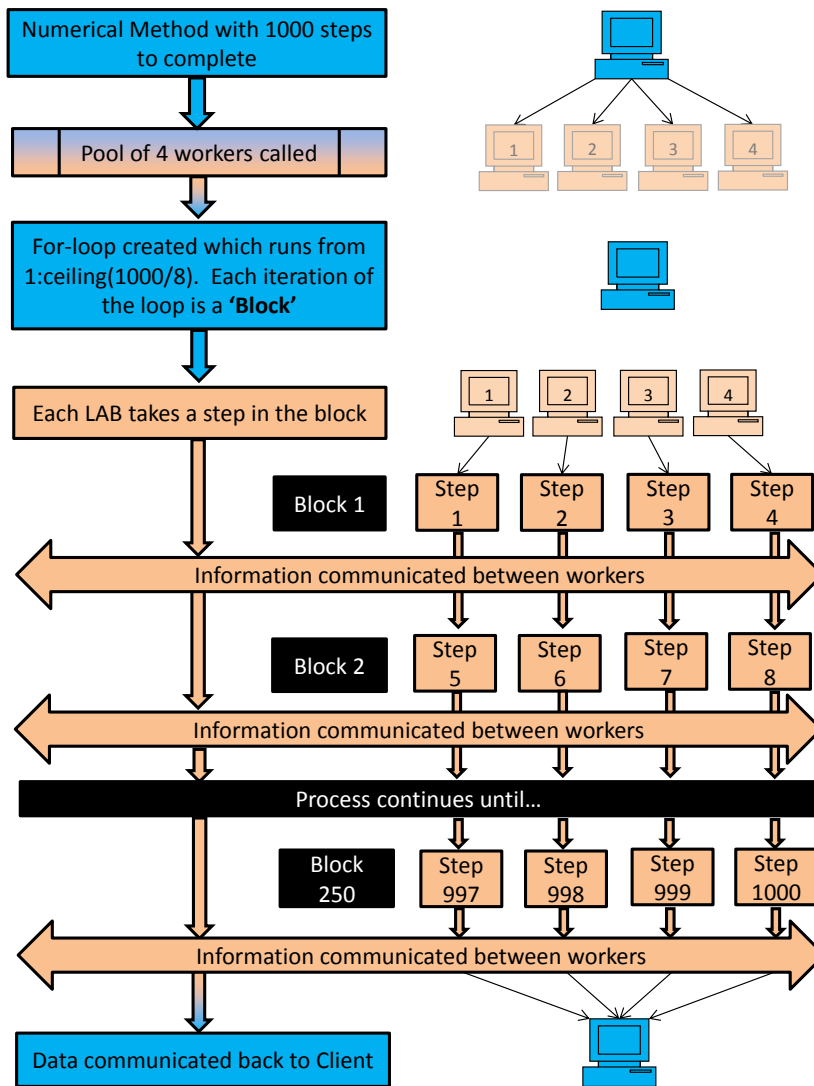 Numerical Method with 1000 steps
to complete
1
2
3
4
Pool of 4 workers called
For-loop created which runs from
1:ceiling(1000/8). Each iteration of
the loop is a ‘Block’
1
2
3
4
Each LAB takes a step in the block
Block 1
Step
1
Step
2
Step
3
Step
4
Information communicated between workers
Block 2
Step
5
Step
6
Step
7
Step
8
Information communicated between workers
Process continues until…
Block
250
Step
997
Step
998
Step
999
Step
1000
Information communicated between workers
Data communicated back to Client